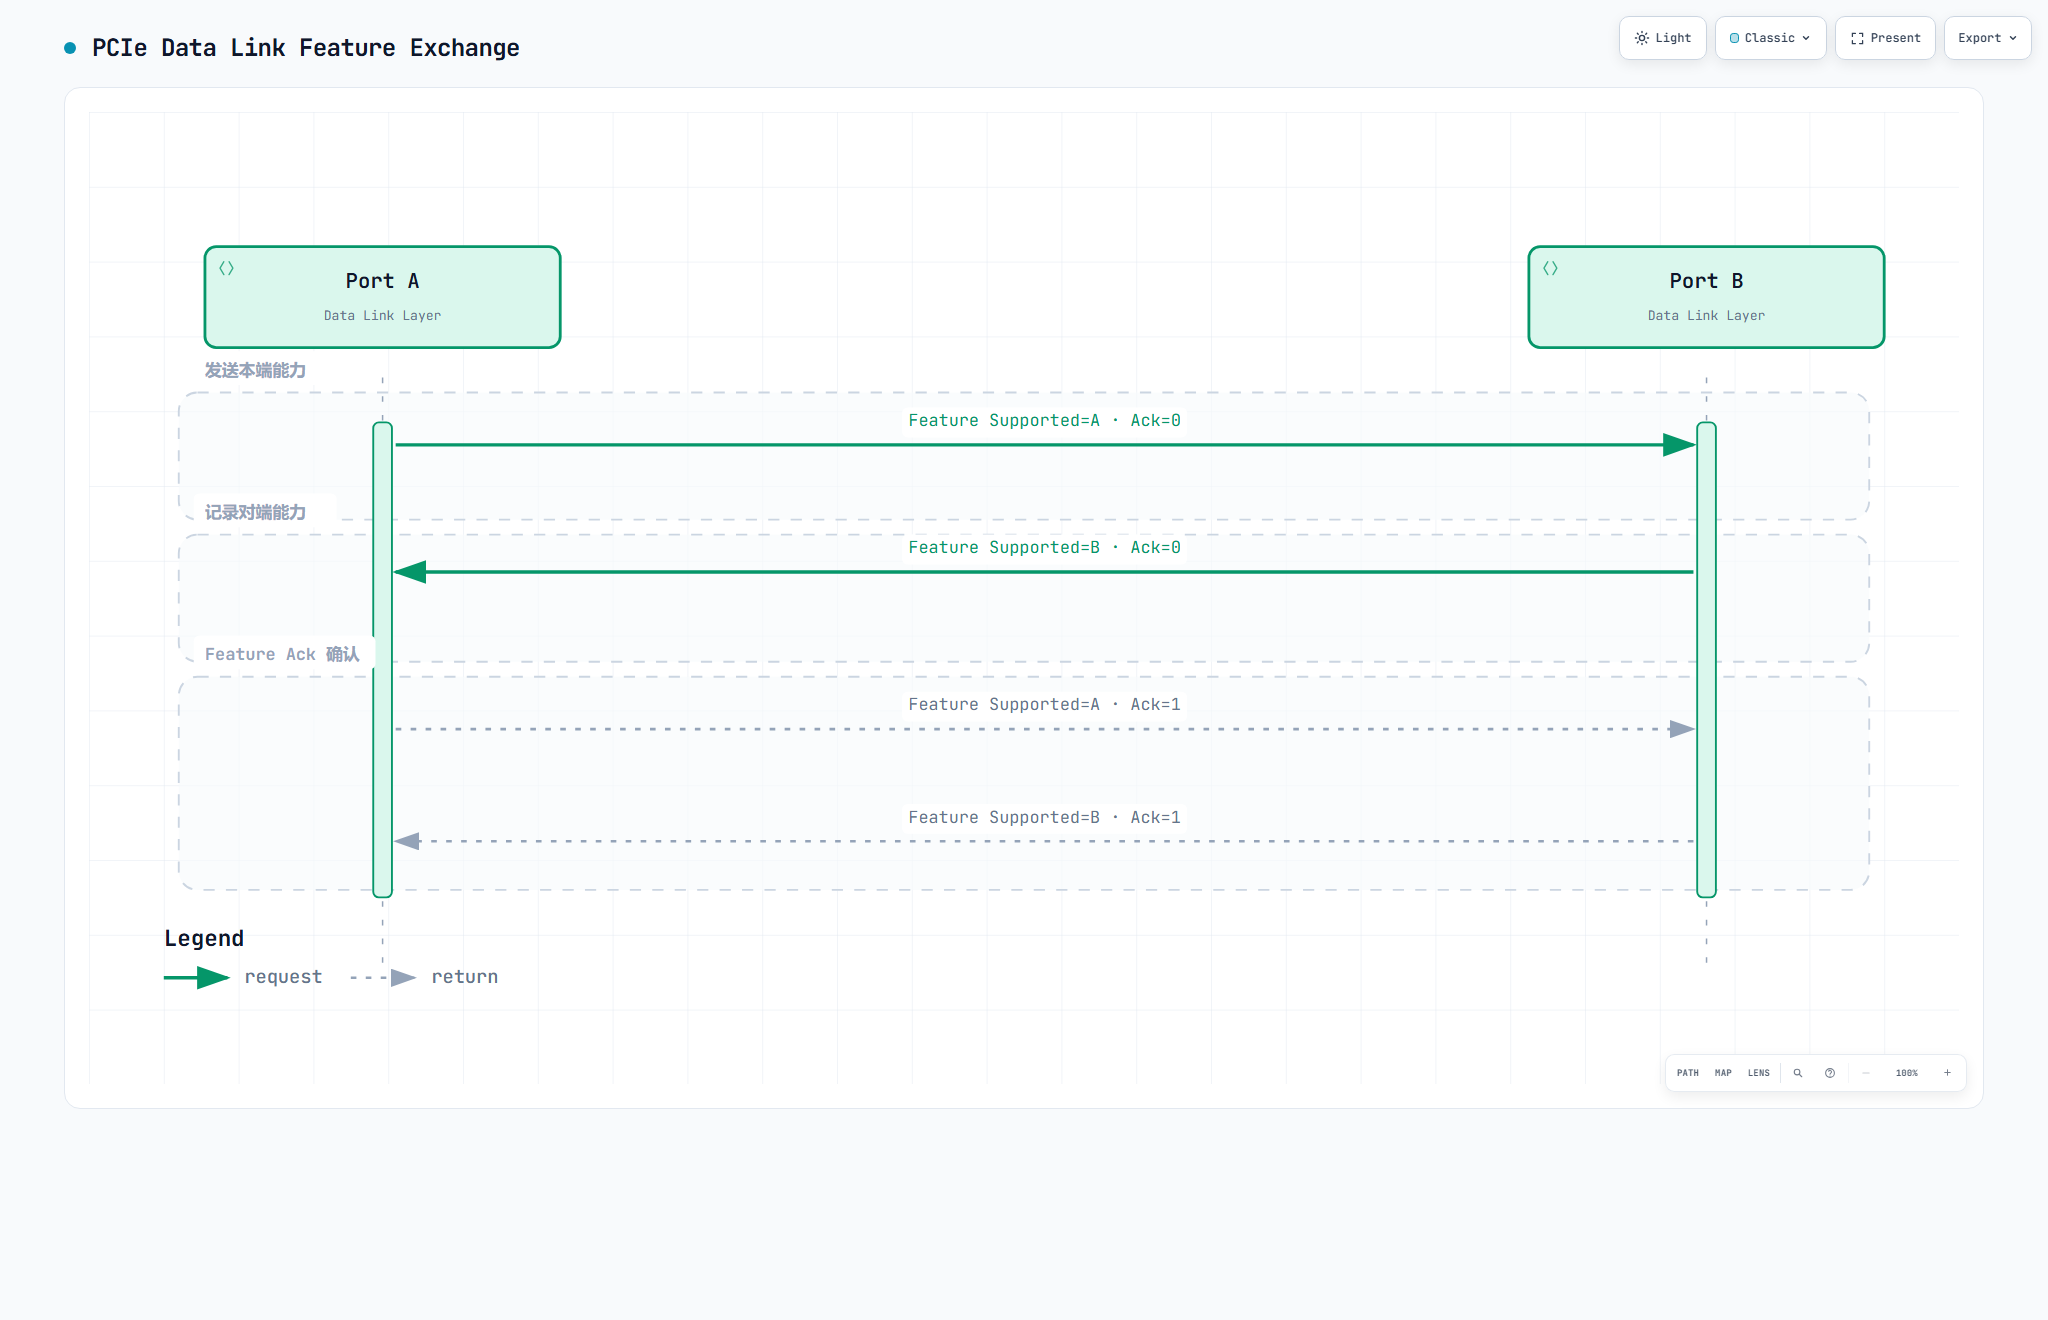 PCIe Data Link Feature Exchange
Light
Classic
Present
Export
Port A
Data Link Layer
Port B
Data Link Layer
发送本端能力
Feature Supported=A · Ack=0
记录对端能力
Feature Supported=B · Ack=0
Feature Ack 确认
Feature Supported=A · Ack=1
Feature Supported=B · Ack=1
Legend
request
return
PATH MAP LENS − 100% +